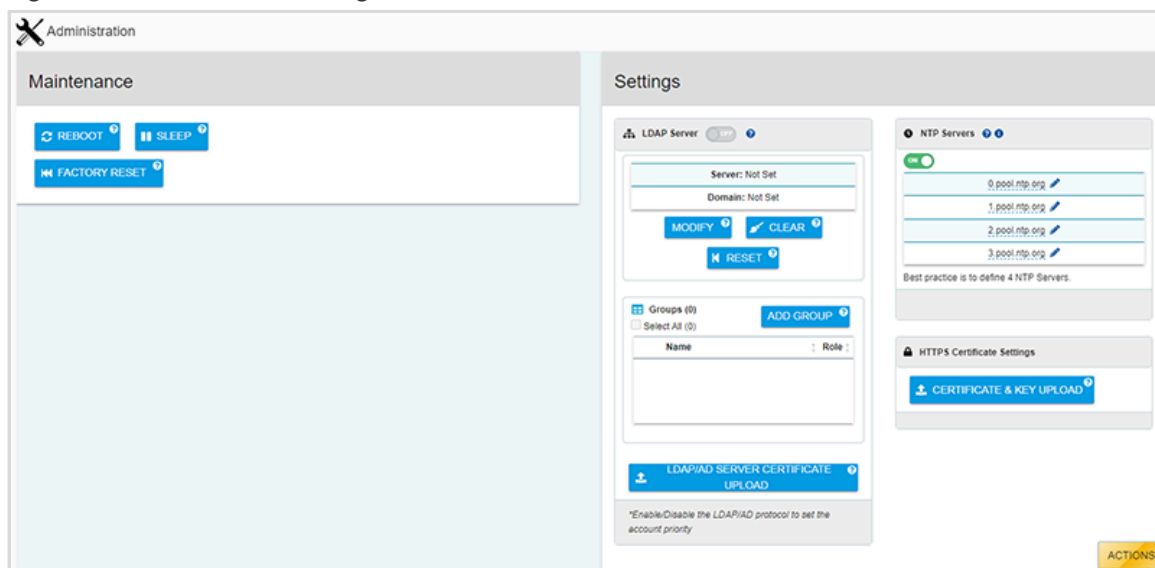 Administration
Maintenance
REBOOT ?
SLEEP ?
FACTORY RESET ?
Settings
LDAP Server OFF ?
Server: Not Set
Domain: Not Set
MODIFY ?
CLEAR ?
RESET ?
Groups (0)
Select All (0)
ADD GROUP ?
Name Role
LDAP/AD SERVER CERTIFICATE ?
UPLOAD
*Enable/Disable the LDAP/AD protocol to set the
account priority
NTP Servers ?
ON
0.pool.ntp.org
1.pool.ntp.org
2.pool.ntp.org
3.pool.ntp.org
Best practice is to define 4 NTP Servers.
HTTPS Certificate Settings
CERTIFICATE & KEY UPLOAD ?
ACTIONS